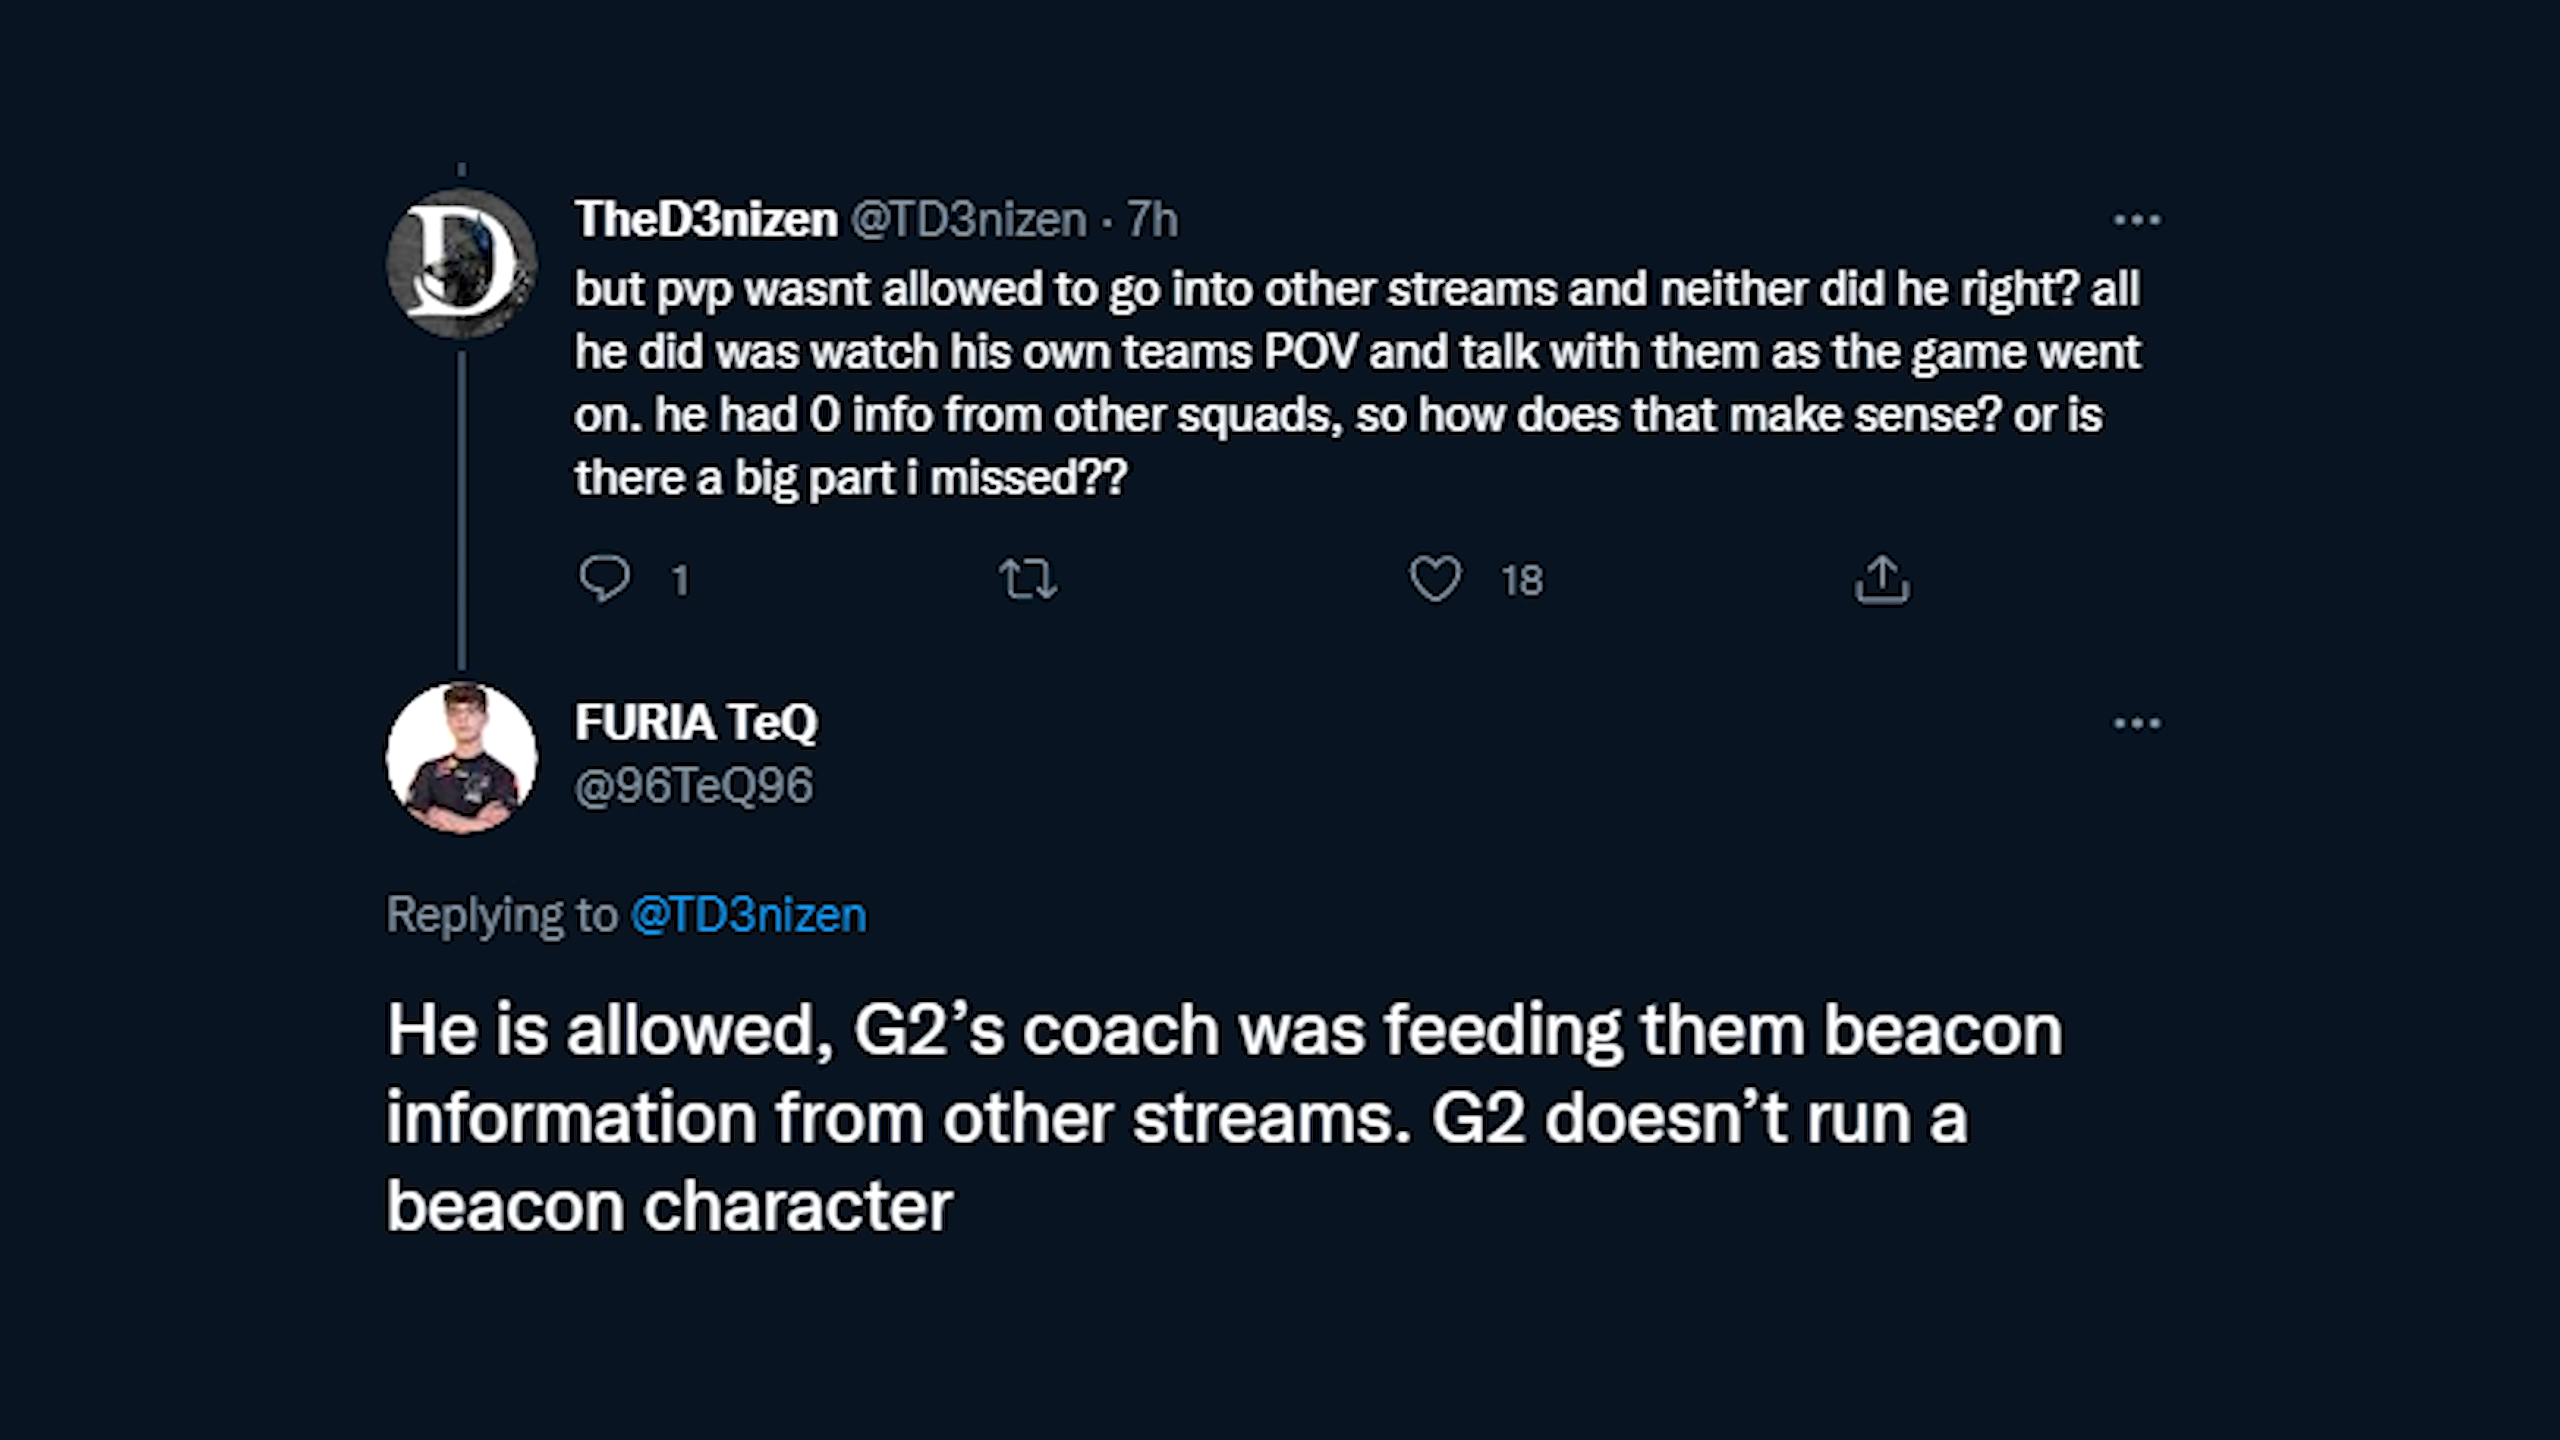 D
TheD3nizen @TD3nizen · 7h
but pvp wasnt allowed to go into other streams and neither did he right? all
he did was watch his own teams POV and talk with them as the game went
on. he had 0 info from other squads, so how does that make sense? or is
there a big part i missed??
1
18
FURIA TeQ
@96TeQ96
Replying to @TD3nizen
He is allowed, G2’s coach was feeding them beacon
information from other streams. G2 doesn’t run a
beacon character